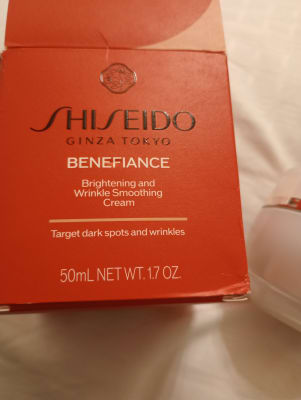 SHISEIDO
GINZA TOKYO
BENEFIANCE
Brightening and
Wrinkle Smoothing
Cream
Target dark spots and wrinkles
50mL NET WT. 1.7 OZ.